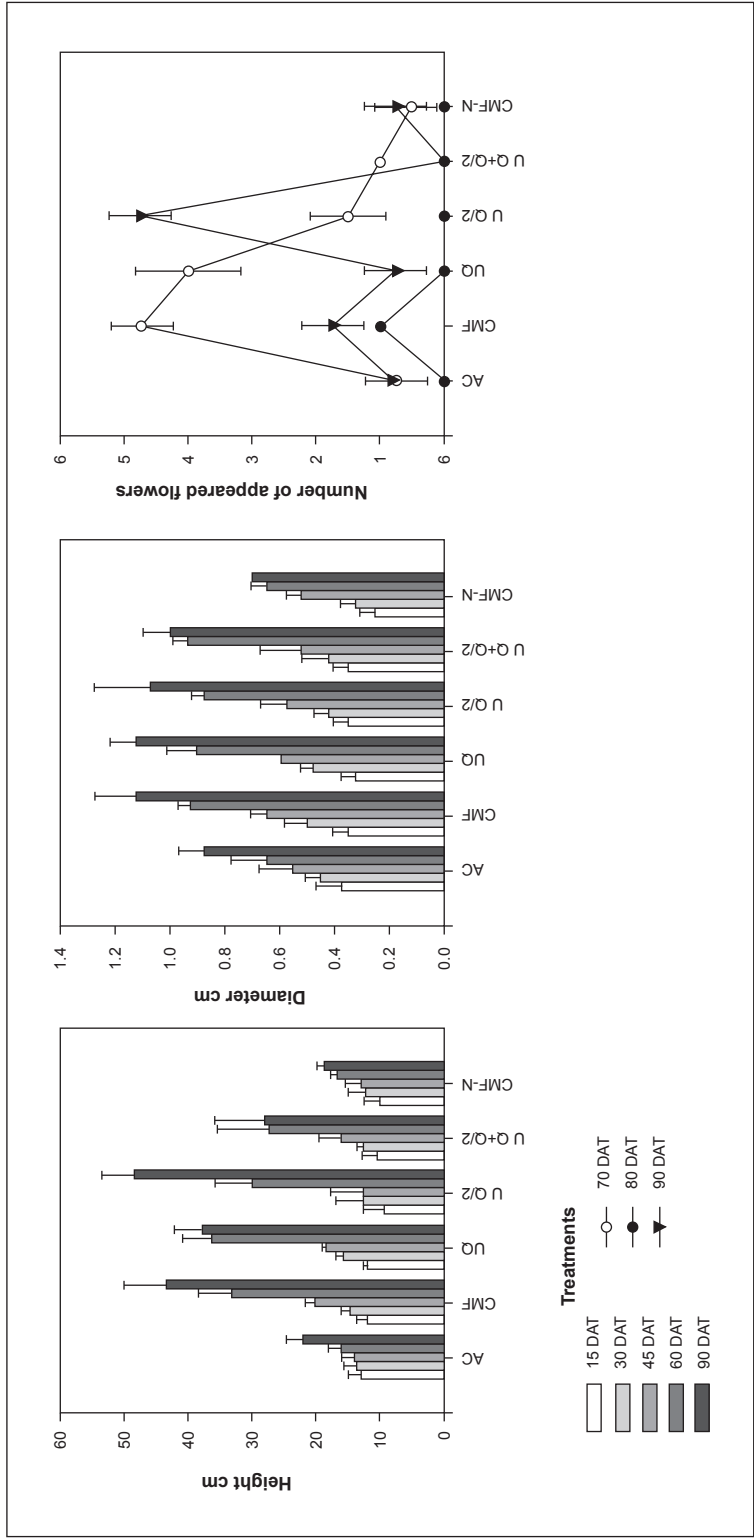 Height cm
60
50
40
30
20
10
0
AC
CMF
UQ
U Q/2
U Q+Q/2
CMF-N
Diameter cm
1.4
1.2
1.0
0.8
0.6
0.4
0.2
0.0
AC
CMF
UQ
U Q/2
U Q+Q/2
CMF-N
Number of appeared flowers
6
5
4
3
2
1
6
AC
CMF
UQ
U Q/2
U Q+Q/2
CMF-N
Treatments
15 DAT
30 DAT
45 DAT
60 DAT
90 DAT
70 DAT
80 DAT
90 DAT